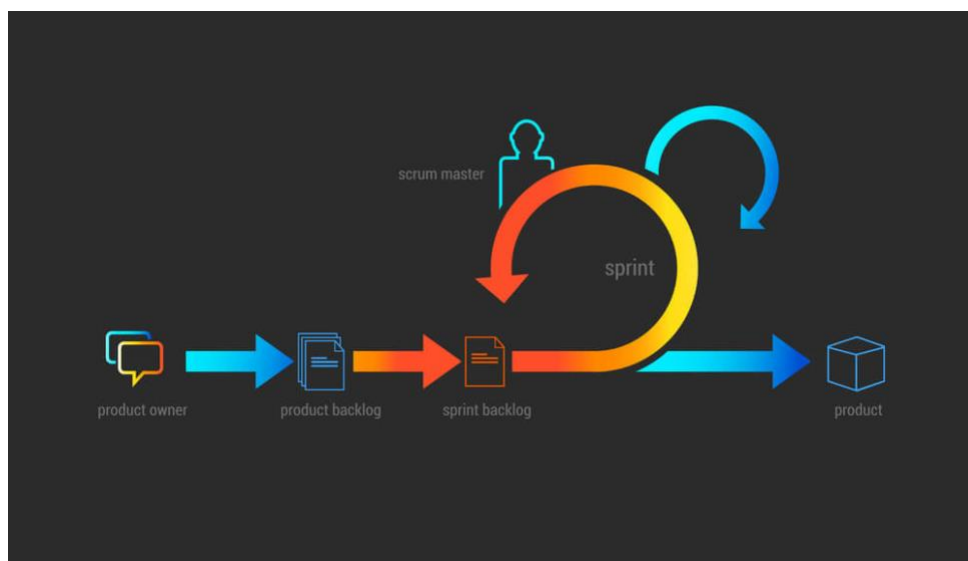 scrum master
sprint
product owner
product backlog
sprint backlog
product